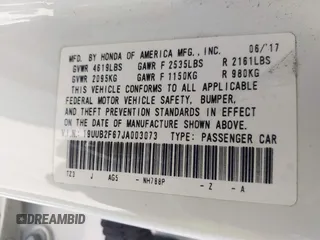 MFD. BY HONDA OF AMERICA MFG., INC. 06/'17
GVWR 4619LBS GAWR F 2535LBS R 2161LBS
GVWR 2095KG GAWR F 1150KG R 980KG
THIS VEHICLE CONFORMS TO ALL APPLICABLE
FEDERAL MOTOR VEHICLE SAFETY, BUMPER,
AND THEFT PREVENTION STANDARDS IN EFFECT
ON THE DATE OF MANUFACTURE SHOWN ABOVE.
V.I.N.: 19UUB2F67JA003073 TYPE: PASSENGER CAR
TZ3 J AG5 - NH788P - Z - A
DREAMBID